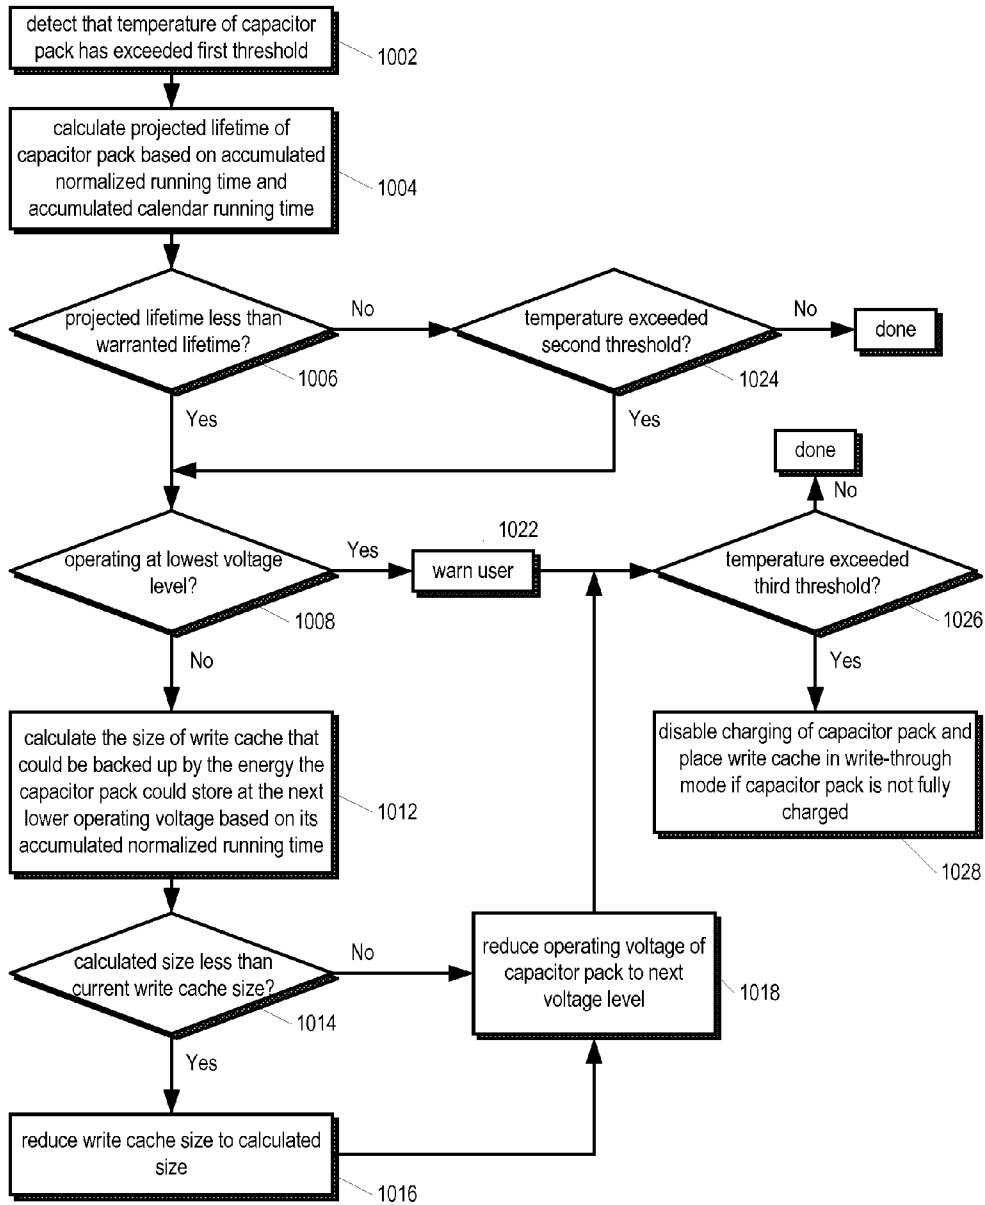 detect that temperature of capacitor
pack has exceeded first threshold
1002
calculate projected lifetime of
capacitor pack based on accumulated
normalized running time and
accumulated calendar running time
1004
projected lifetime less than
warranted lifetime?
1006
No
temperature exceeded
second threshold?
1024
No
done
Yes
Yes
done
No
operating at lowest voltage
level?
1008
Yes
1022
warn user
temperature exceeded
third threshold?
1026
No
Yes
calculate the size of write cache that
could be backed up by the energy the
capacitor pack could store at the next
lower operating voltage based on its
accumulated normalized running time
1012
disable charging of capacitor pack and
place write cache in write-through
mode if capacitor pack is not fully
charged
1028
calculated size less than
current write cache size?
1014
No
reduce operating voltage of
capacitor pack to next
voltage level
1018
Yes
reduce write cache size to calculated
size
1016